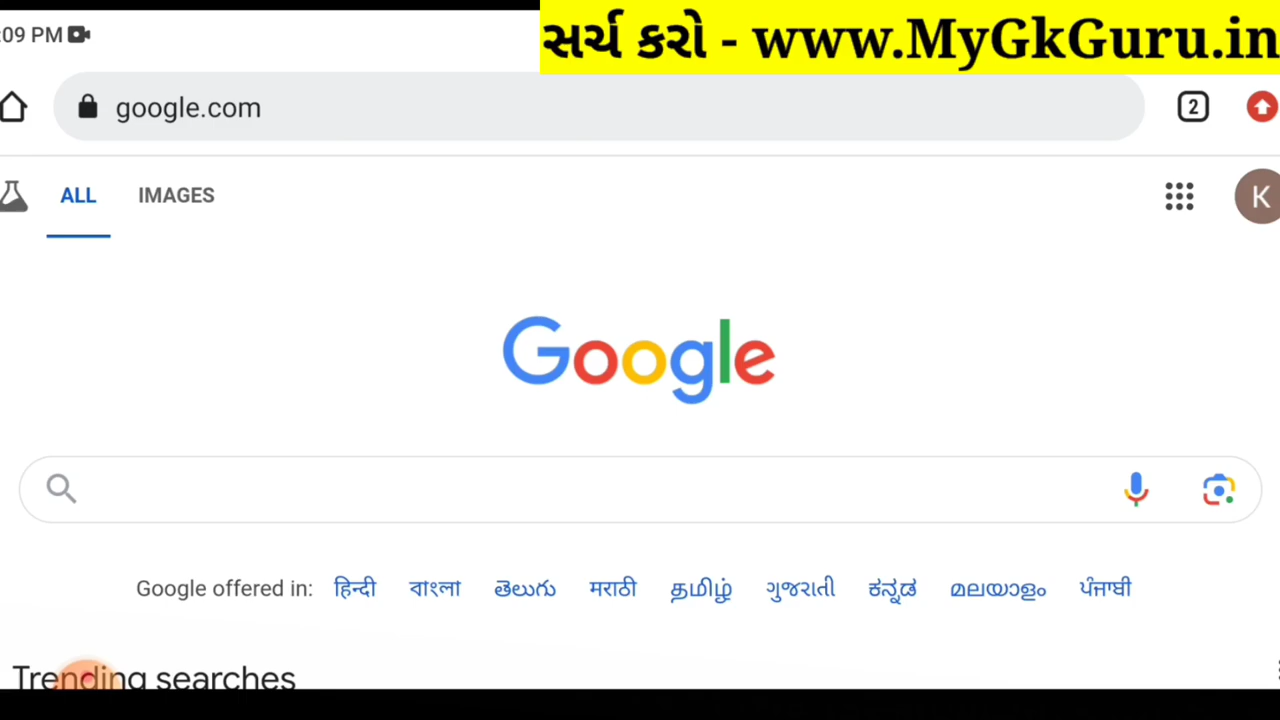 :09 PM
સર્ચ કરો - www.MyGkGuru.in
google.com
2
ALL IMAGES
K
Google
Google offered in: हिन्दी বাংলা తెలుగు मराठी தமிழ் ગુજરાતી ಕನ್ನಡ മലയാളം ਪੰਜਾਬੀ
Trending searches